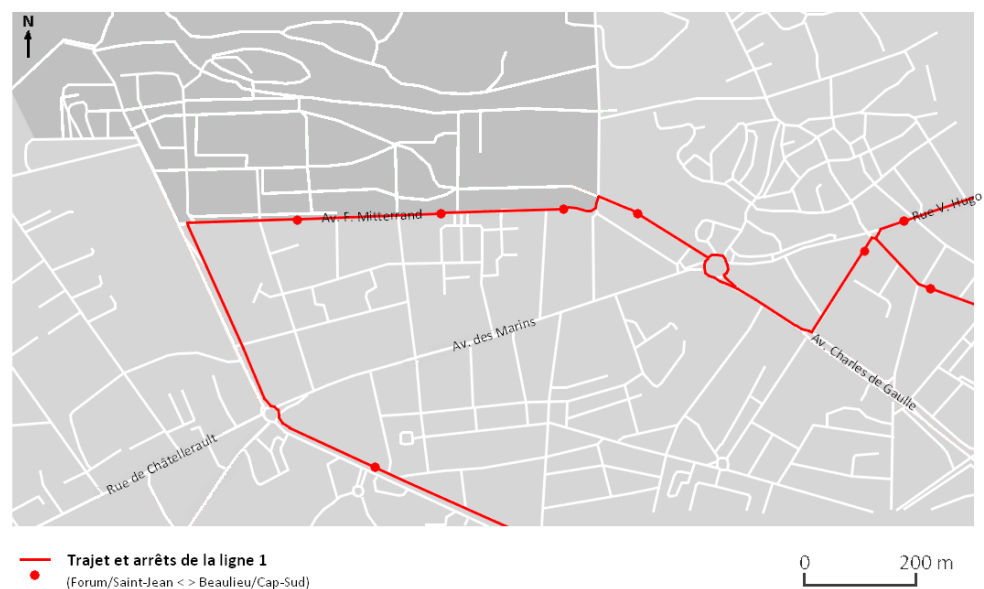 N
Av. F. Mitterrand
Rue V. Hugo
Av. des Marins
Av. Charles de Gaulle
Rue de Châtellerault
Trajet et arrêts de la ligne 1
(Forum/Saint-Jean < > Beaulieu/Cap-Sud)
0 200 m